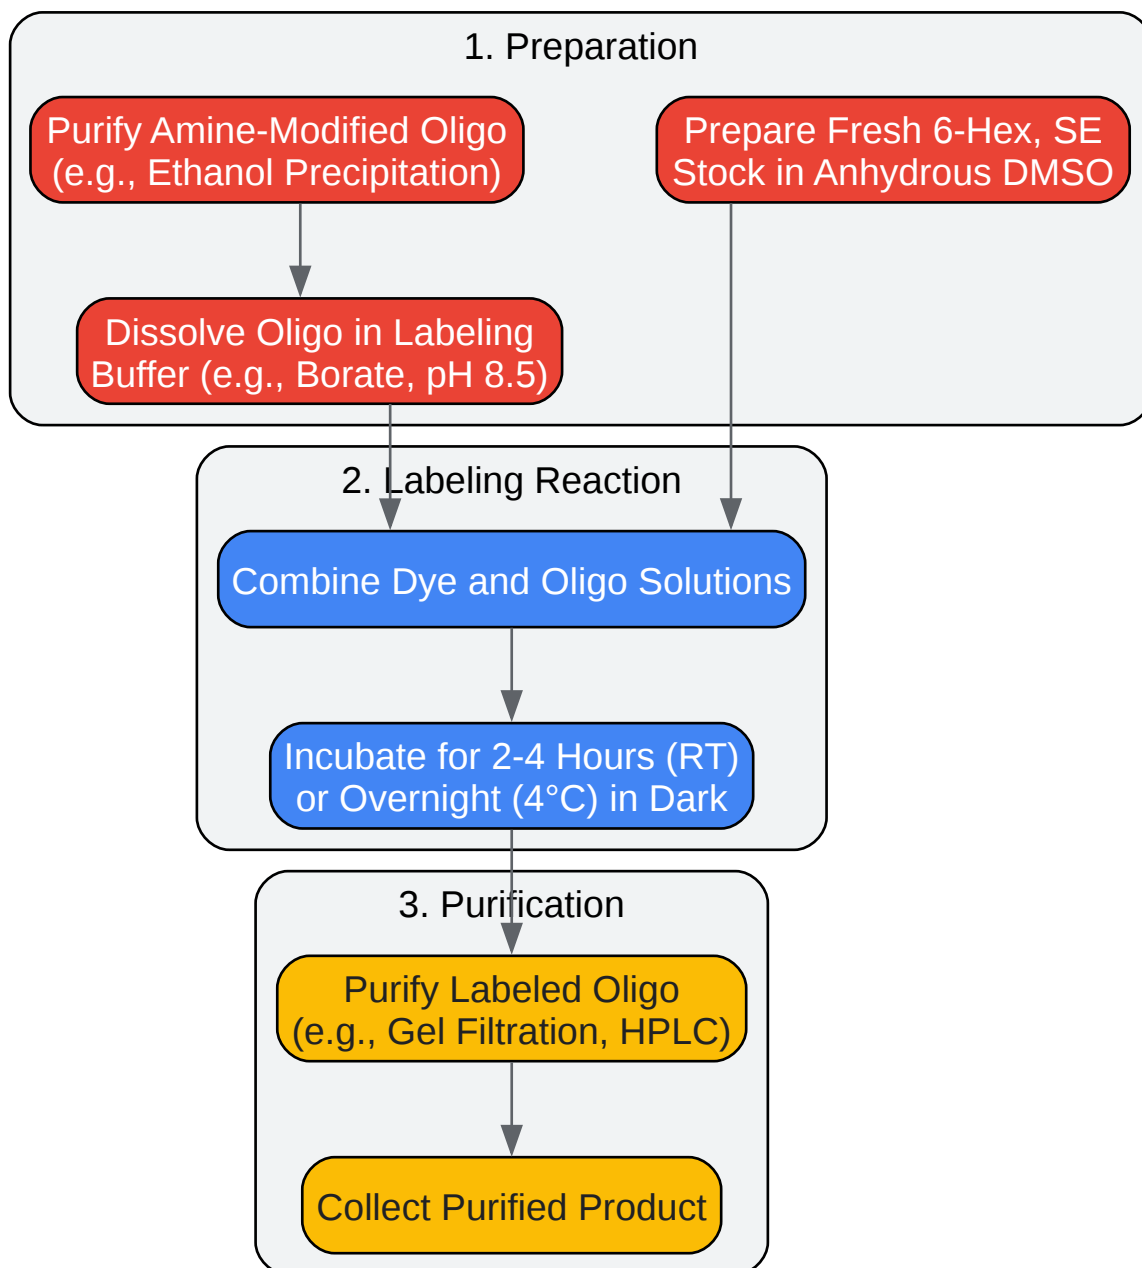 1. Preparation
Purify Amine-Modified Oligo
(e.g., Ethanol Precipitation)
Prepare Fresh 6-Hex, SE
Stock in Anhydrous DMSO
Dissolve Oligo in Labeling
Buffer (e.g., Borate, pH 8.5)
2. Labeling Reaction
Combine Dye and Oligo Solutions
Incubate for 2-4 Hours (RT)
or Overnight (4°C) in Dark
3. Purification
Purify Labeled Oligo
(e.g., Gel Filtration, HPLC)
Collect Purified Product